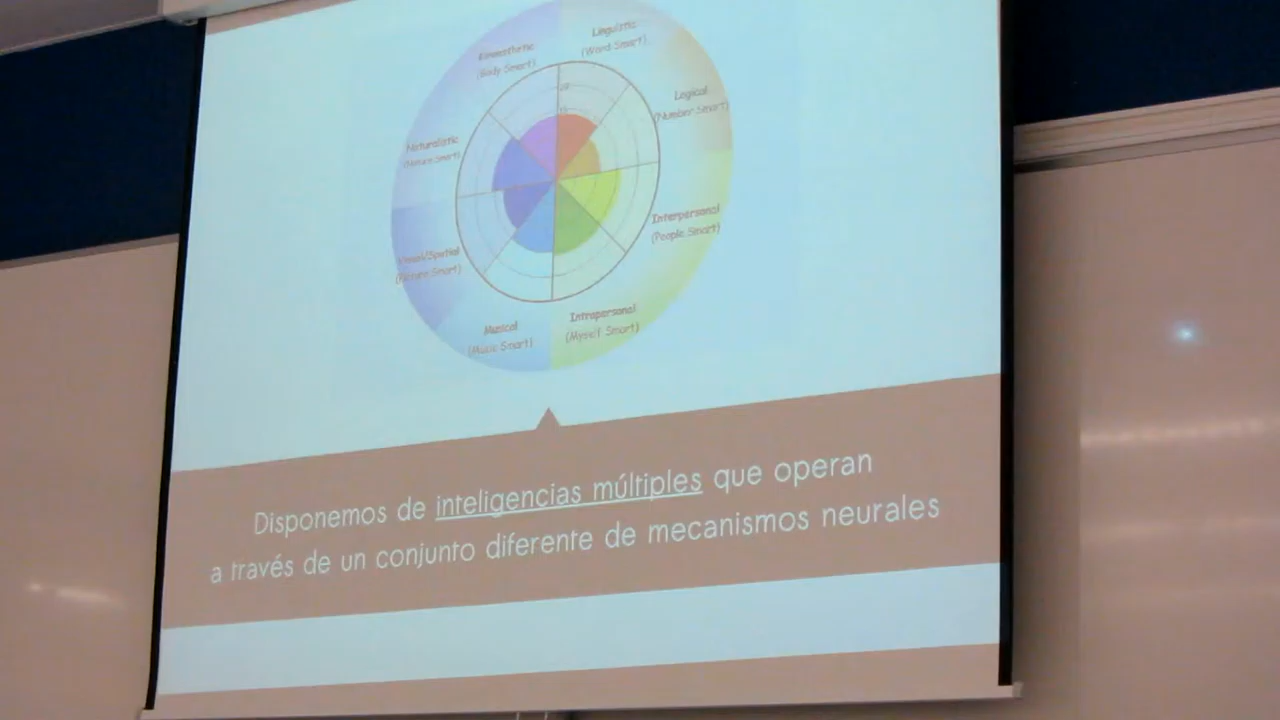 Linguistic
(Word Smart)
Logical
(Number Smart)
Interpersonal
(People Smart)
Intrapersonal
(Myself Smart)
Musical
(Music Smart)
Visual/Spatial
(Picture Smart)
Naturalistic
(Nature Smart)
Kinesthetic
(Body Smart)
Disponemos de inteligencias múltiples que operan
a través de un conjunto diferente de mecanismos neurales